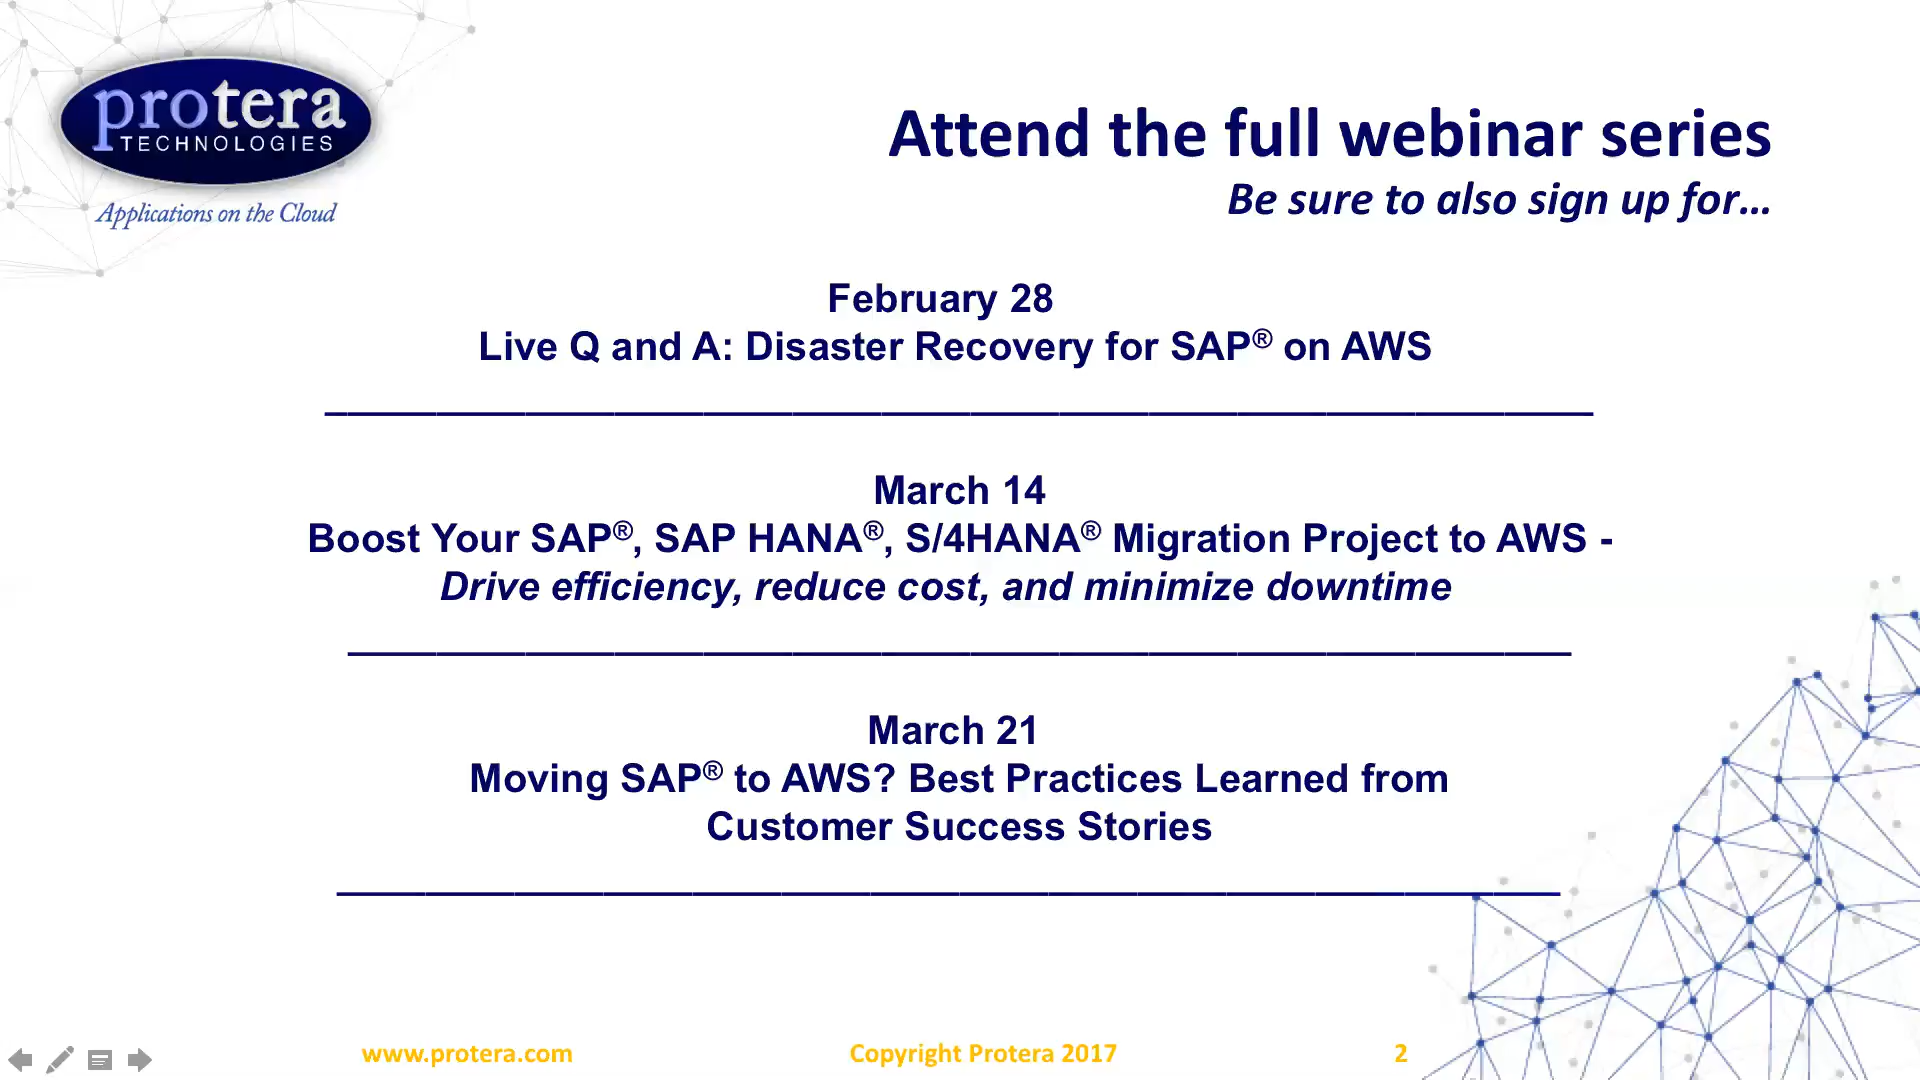 protera
TECHNOLOGIES
Applications on the Cloud
Attend the full webinar series
Be sure to also sign up for…
February 28
Live Q and A: Disaster Recovery for SAP® on AWS
March 14
Boost Your SAP®, SAP HANA®, S/4HANA® Migration Project to AWS -
Drive efficiency, reduce cost, and minimize downtime
March 21
Moving SAP® to AWS? Best Practices Learned from
Customer Success Stories
www.protera.com
Copyright Protera 2017
2